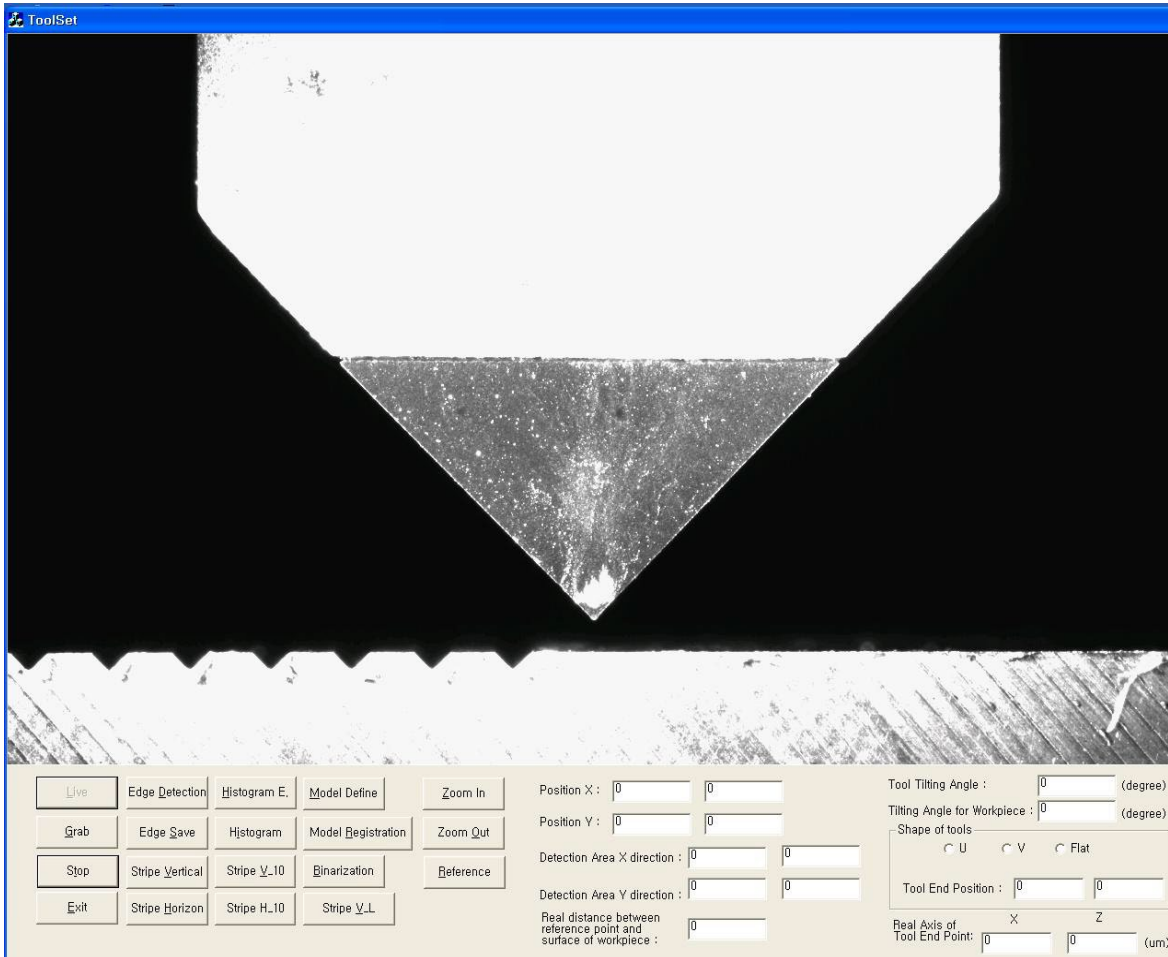 ToolSet
Live Edge Detection Histogram E. Model Define Zoom In
Grab Edge Save Histogram Model Registration Zoom Out
Stop Stripe Vertical Stripe V_10 Binarization Reference
Exit Stripe Horizon Stripe H_10 Stripe V_L
Position X : 0 0
Position Y : 0 0
Detection Area X direction : 0 0
Detection Area Y direction : 0 0
Real distance between
reference point and
surface of workpiece : 0
Tool Tilting Angle : 0 (degree)
Tilting Angle for Workpiece : 0 (degree)
Shape of tools
U V Flat
Tool End Position : 0 0
X Z
Real Axis of
Tool End Point: 0 0 (um)